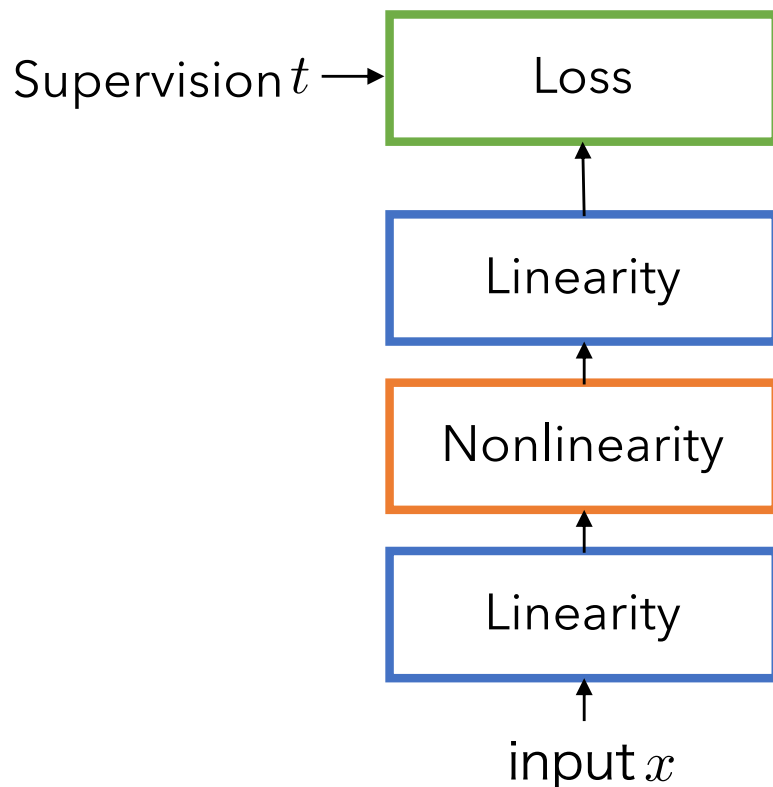 Supervision t
Loss
Linearity
Nonlinearity
Linearity
input x